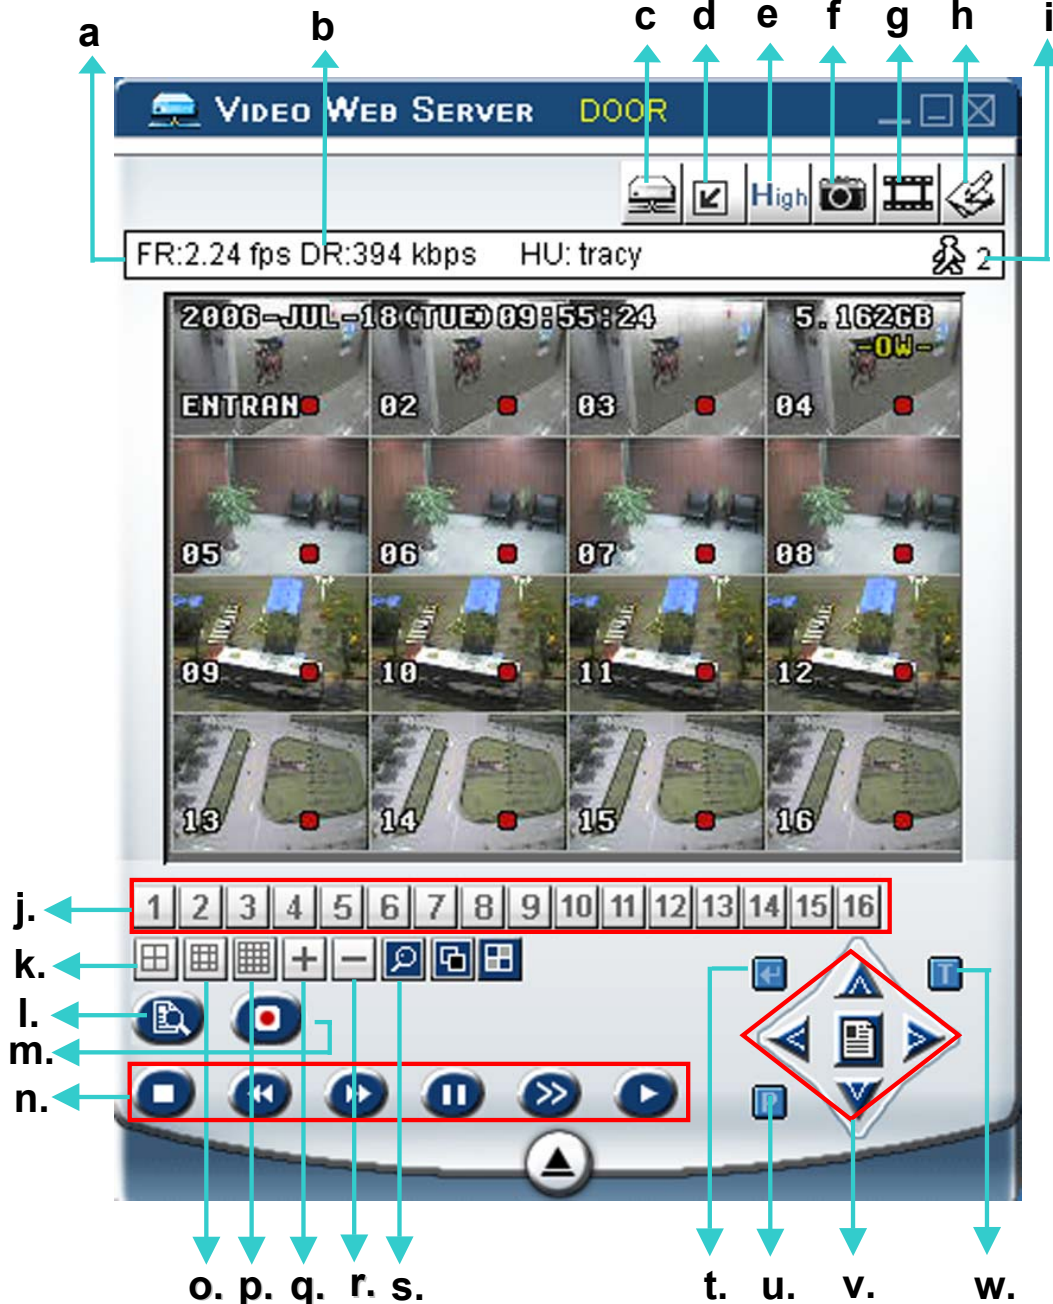 a b c d e f g h i
VIDEO WEB SERVER DOOR
High
FR:2.24 fps DR:394 kbps HU: tracy 2
2006-JUL-18(TUE)09:55:24 5.162GB
-OW-
ENTRAN 02 03 04
05 06 07 08
09 10 11 12
13 14 15 16
j. 1 2 3 4 5 6 7 8 9 10 11 12 13 14 15 16
k. T
l.
m.
n.
P
o. p. q. r. s. t. u. v. w.